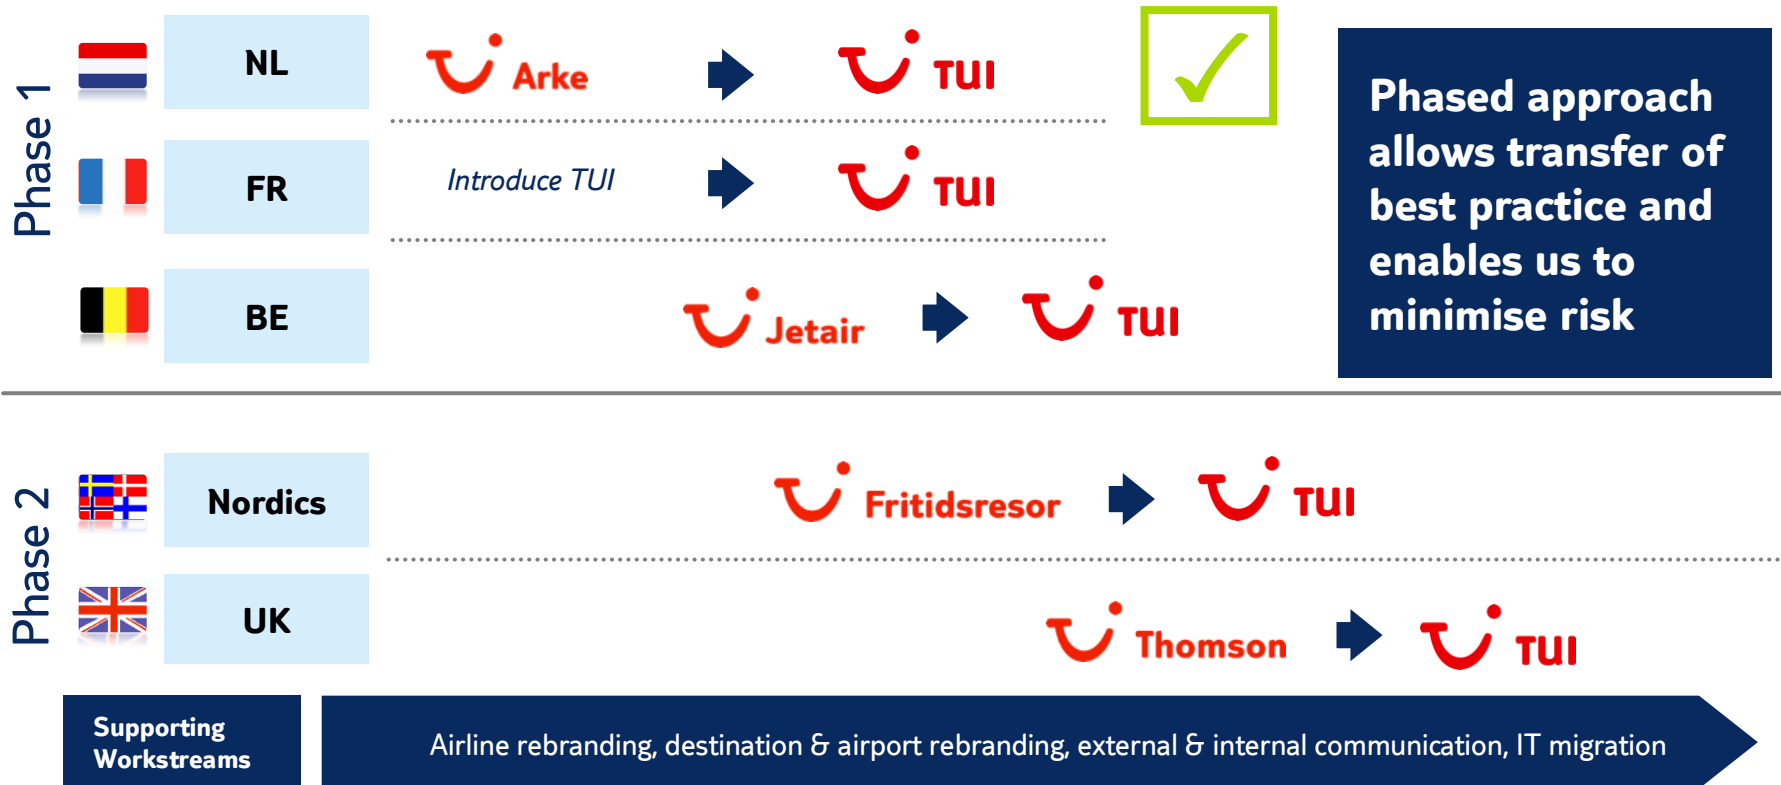 Phase 1
NL
Arke
TUI
FR
Introduce TUI
TUI
BE
Jetair
TUI
Phased approach
allows transfer of
best practice and
enables us to
minimise risk
Phase 2
Nordics
Fritidsresor
TUI
UK
Thomson
TUI
Supporting
Workstreams
Airline rebranding, destination & airport rebranding, external & internal communication, IT migration